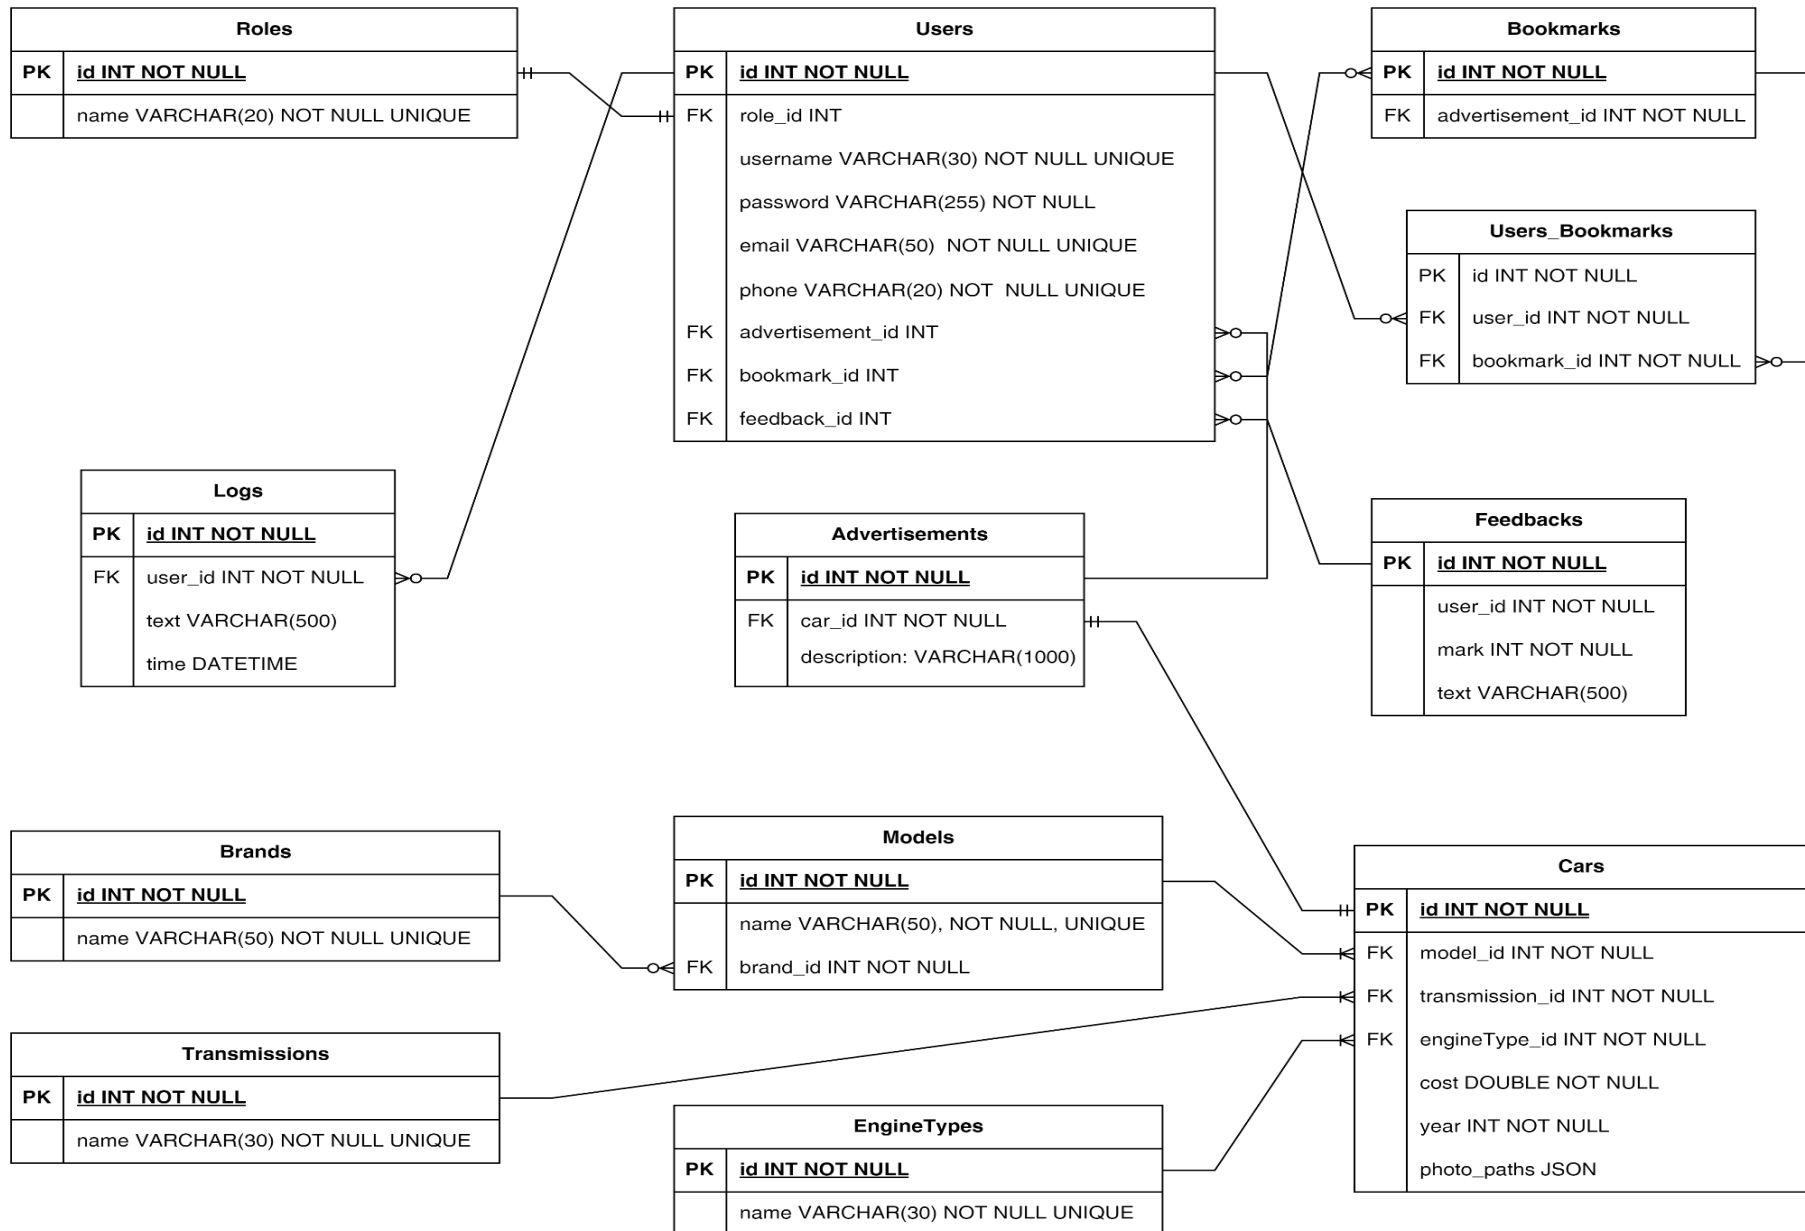 Roles
PK id INT NOT NULL
name VARCHAR(20) NOT NULL UNIQUE
Users
PK id INT NOT NULL
FK role_id INT
username VARCHAR(30) NOT NULL UNIQUE
password VARCHAR(255) NOT NULL
email VARCHAR(50) NOT NULL UNIQUE
phone VARCHAR(20) NOT NULL UNIQUE
FK advertisement_id INT
FK bookmark_id INT
FK feedback_id INT
Bookmarks
PK id INT NOT NULL
FK advertisement_id INT NOT NULL
Users_Bookmarks
PK id INT NOT NULL
FK user_id INT NOT NULL
FK bookmark_id INT NOT NULL
Logs
PK id INT NOT NULL
FK user_id INT NOT NULL
text VARCHAR(500)
time DATETIME
Advertisements
PK id INT NOT NULL
FK car_id INT NOT NULL
description: VARCHAR(1000)
Feedbacks
PK id INT NOT NULL
user_id INT NOT NULL
mark INT NOT NULL
text VARCHAR(500)
Brands
PK id INT NOT NULL
name VARCHAR(50) NOT NULL UNIQUE
Models
PK id INT NOT NULL
name VARCHAR(50), NOT NULL, UNIQUE
FK brand_id INT NOT NULL
Cars
PK id INT NOT NULL
FK model_id INT NOT NULL
FK transmission_id INT NOT NULL
FK engineType_id INT NOT NULL
cost DOUBLE NOT NULL
year INT NOT NULL
photo_paths JSON
Transmissions
PK id INT NOT NULL
name VARCHAR(30) NOT NULL UNIQUE
EngineTypes
PK id INT NOT NULL
name VARCHAR(30) NOT NULL UNIQUE